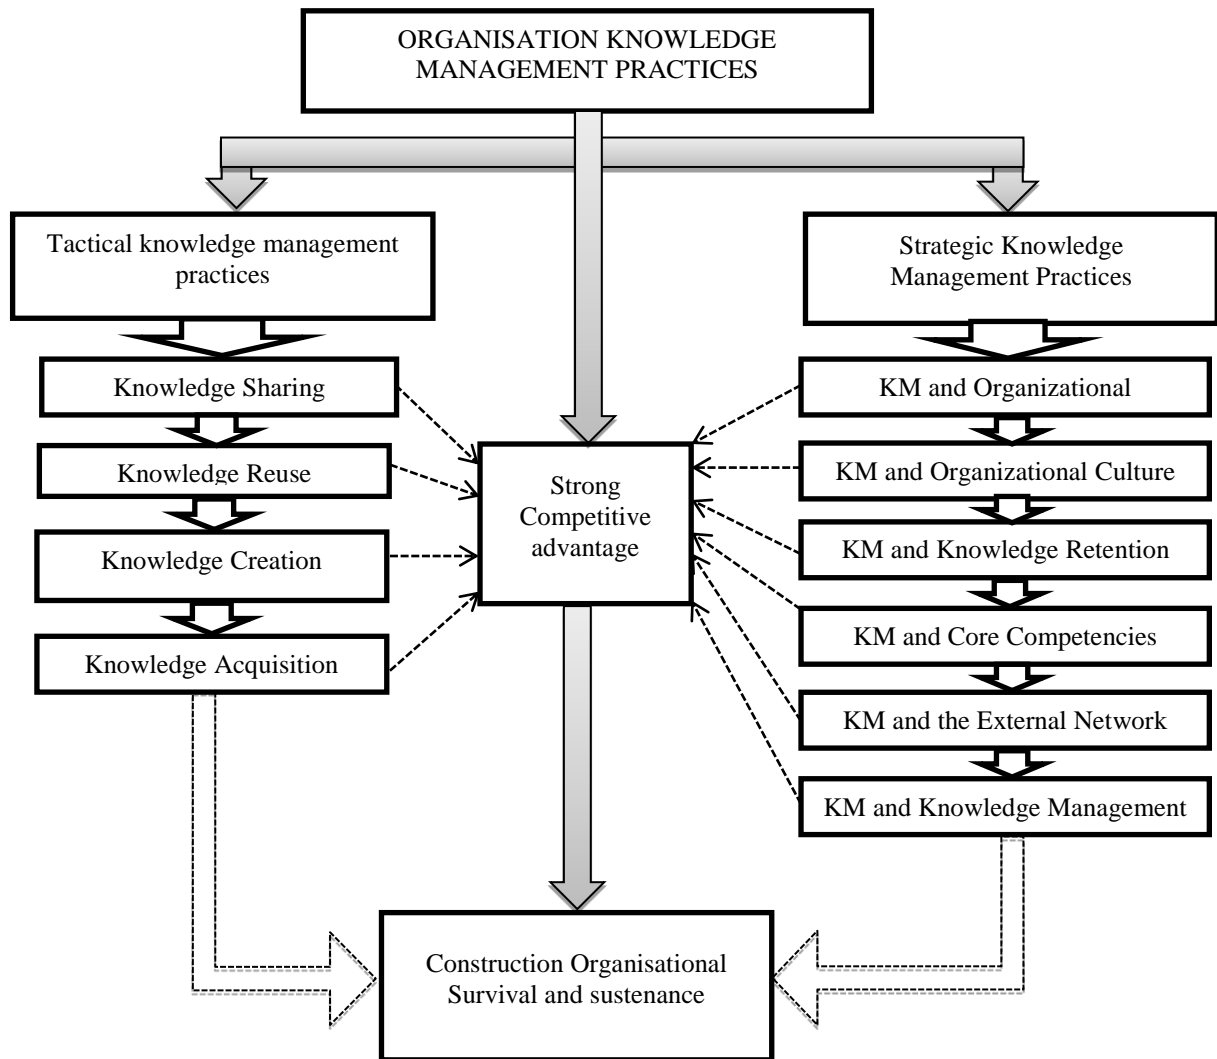 ORGANISATION KNOWLEDGE
MANAGEMENT PRACTICES
Tactical knowledge management
practices
Strategic Knowledge
Management Practices
Knowledge Sharing
Knowledge Reuse
Knowledge Creation
Knowledge Acquisition
Strong
Competitive
advantage
KM and Organizational
KM and Organizational Culture
KM and Knowledge Retention
KM and Core Competencies
KM and the External Network
KM and Knowledge Management
Construction Organisational
Survival and sustenance